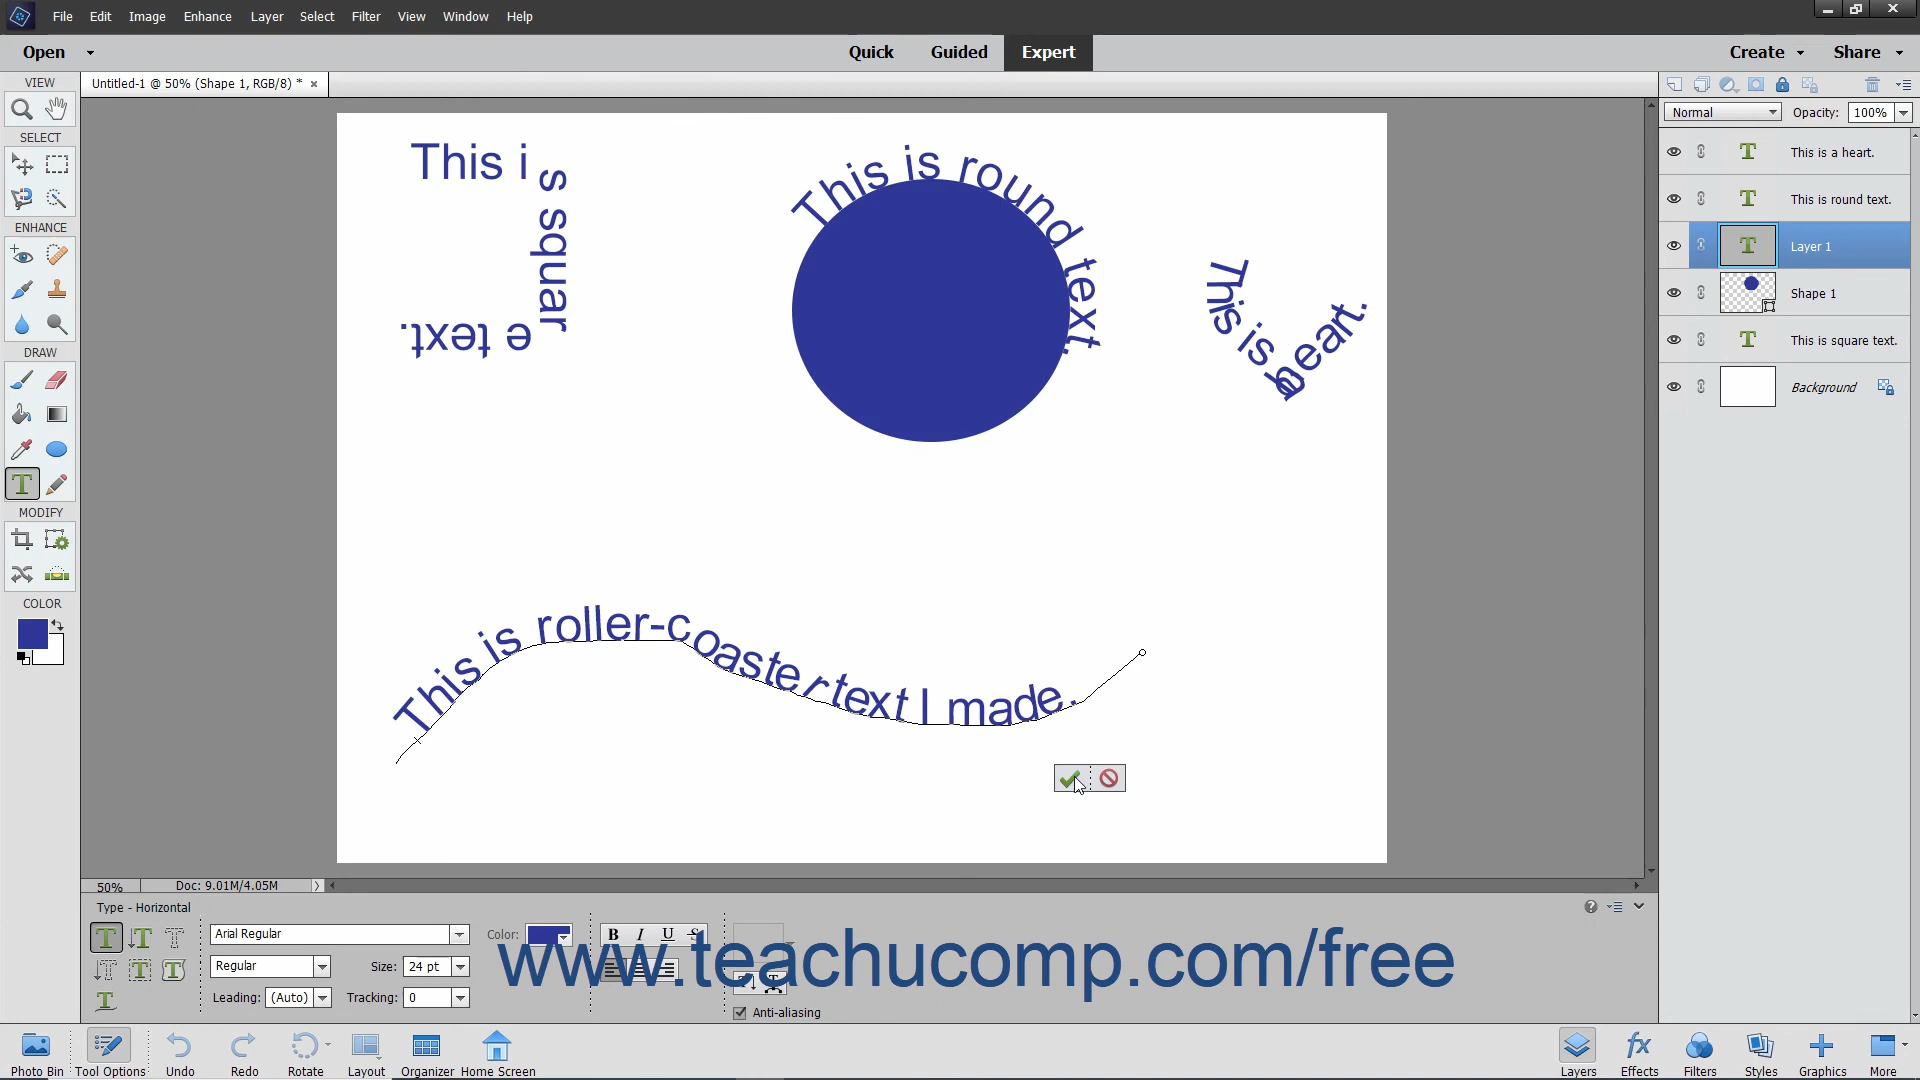 File Edit Image Enhance Layer Select Filter View Window Help
Open Quick Guided Expert Create Share
VIEW
Untitled-1 @ 50% (Shape 1, RGB/8) * ×
SELECT
ENHANCE
DRAW
MODIFY
COLOR
This is square text.
This is round text.
This is a heart.
This is roller-coaster text I made.
Normal Opacity: 100%
This is a heart.
This is round text.
Layer 1
Shape 1
This is square text.
Background
50% Doc: 9.01M/4.05M
Type - Horizontal
Arial Regular Color: B I U S
Regular Size: 24 pt
Leading: (Auto) Tracking: 0
Anti-aliasing
www.teachucomp.com/free
Photo Bin Tool Options Undo Redo Rotate Layout Organizer Home Screen Layers Effects Filters Styles Graphics More